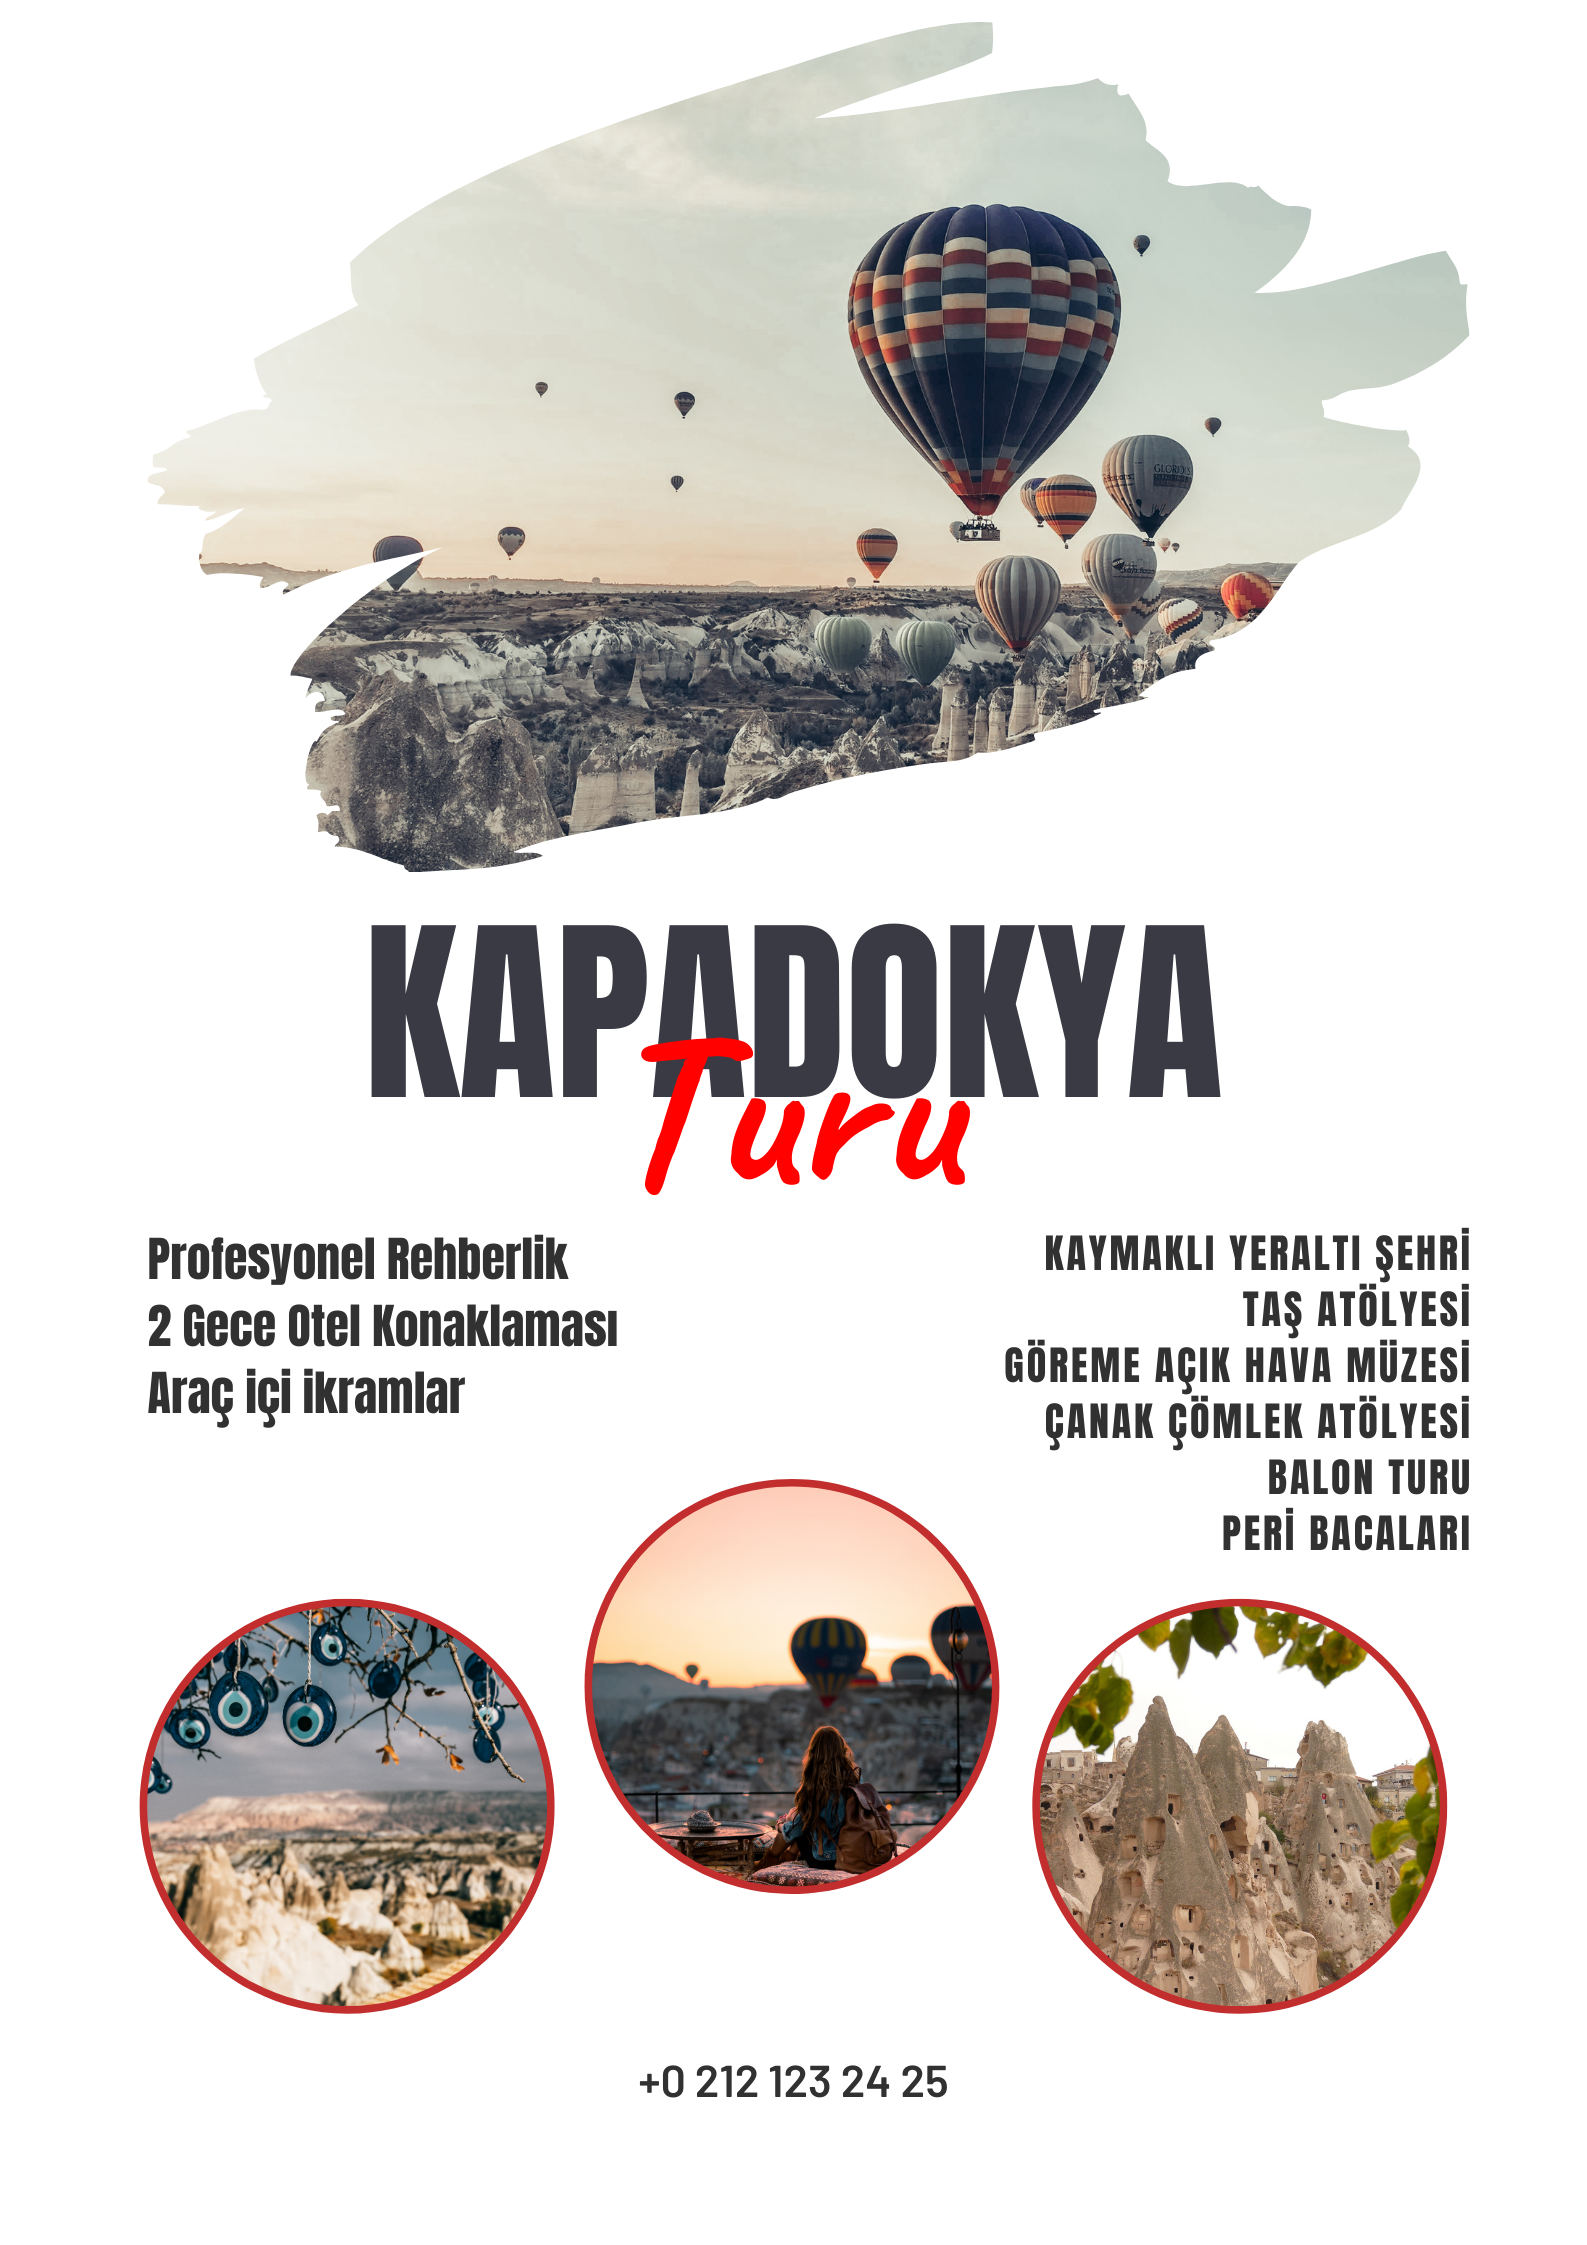 GLORIOUS
KAPADOKYA
Turu
Profesyonel Rehberlik
2 Gece Otel Konaklaması
Araç içi ikramlar
KAYMAKLI YERALTI ŞEHRİ
TAŞ ATÖLYESİ
GÖREME AÇIK HAVA MÜZESİ
ÇANAK ÇÖMLEK ATÖLYESİ
BALON TURU
PERİ BACALARI
+0 212 123 24 25